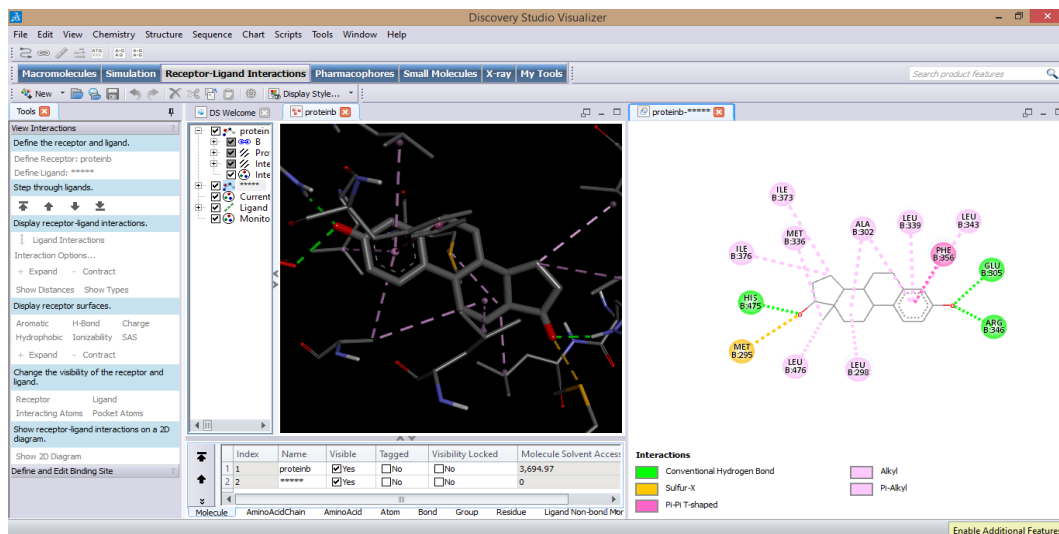 Discovery Studio Visualizer
File Edit View Chemistry Structure Sequence Chart Scripts Tools Window Help
Macromolecules Simulation Receptor-Ligand Interactions Pharmacophores Small Molecules X-ray My Tools
Search product features
New Display Style...
Tools
DS Welcome
proteinb
proteinb-*****
View Interactions ?
Define the receptor and ligand.
Define Receptor: proteinb
Define Ligand: *****
Step through ligands.
Display receptor-ligand interactions.
Ligand Interactions
Interaction Options...
+ Expand - Contract
Show Distances Show Types
Display receptor surfaces.
Aromatic H-Bond Charge
Hydrophobic Ionizability SAS
+ Expand - Contract
Change the visibility of the receptor and
ligand.
Receptor Ligand
Interacting Atoms Pocket Atoms
Show receptor-ligand interactions on a 2D
diagram.
Show 2D Diagram
Define and Edit Binding Site ?
protein
B
Pro
Inte
Inte
*****
Current
Ligand
Monito
ILE
B:373
MET
B:336
ALA
B:302
LEU
B:339
LEU
B:343
ILE
B:376
PHE
B:356
GLU
B:305
HIS
B:475
ARG
B:346
MET
B:295
LEU
B:476
LEU
B:298
Interactions
Conventional Hydrogen Bond
Sulfur-X
Pi-Pi T-shaped
Alkyl
Pi-Alkyl
Index Name Visible Tagged Visibility Locked Molecule Solvent Access
1 1 proteinb Yes No No 3,694.97
2 2 ***** Yes No No 0
Molecule AminoAcidChain AminoAcid Atom Bond Group Residue Ligand Non-bond Mor
Enable Additional Features